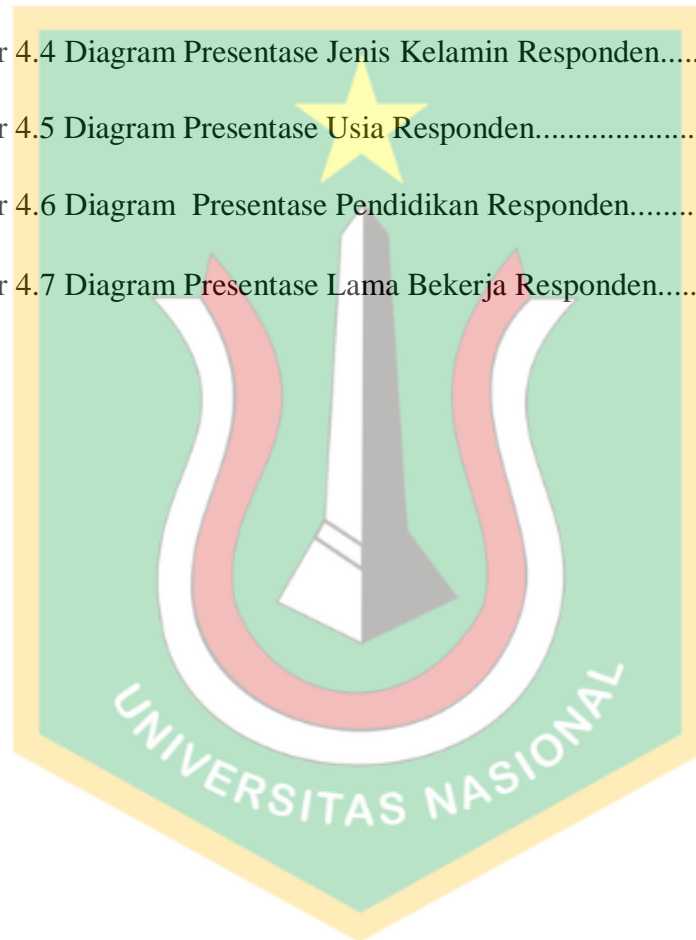 r 4.4 Diagram Presentase Jenis Kelamin Responden.....
r 4.5 Diagram Presentase Usia Responden....................
r 4.6 Diagram  Presentase Pendidikan Responden........
r 4.7 Diagram Presentase Lama Bekerja Responden.....
UNIVERSITAS NASIONAL